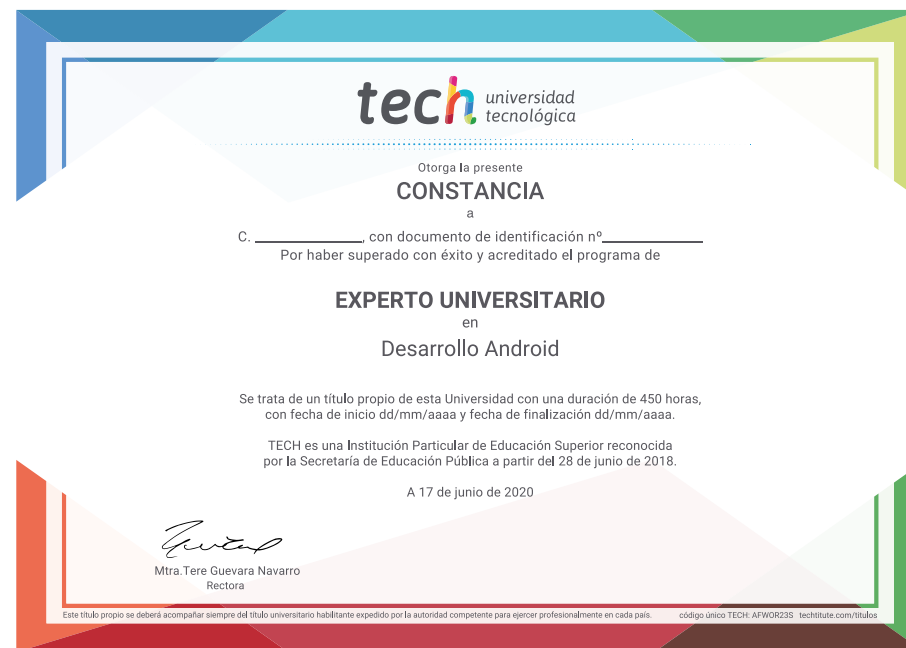 tech universidad
tecnológica
Otorga la presente
CONSTANCIA
a
C. ____________, con documento de identificación nº____________
Por haber superado con éxito y acreditado el programa de
EXPERTO UNIVERSITARIO
en
Desarrollo Android
Se trata de un título propio de esta Universidad con una duración de 450 horas,
con fecha de inicio dd/mm/aaaa y fecha de finalización dd/mm/aaaa.
TECH es una Institución Particular de Educación Superior reconocida
por la Secretaría de Educación Pública a partir del 28 de junio de 2018.
A 17 de junio de 2020
Mtra.Tere Guevara Navarro
Rectora
Este título propio se deberá acompañar siempre del título universitario habilitante expedido por la autoridad competente para ejercer profesionalmente en cada país. código único TECH: AFWOR23S techtitute.com/titulos